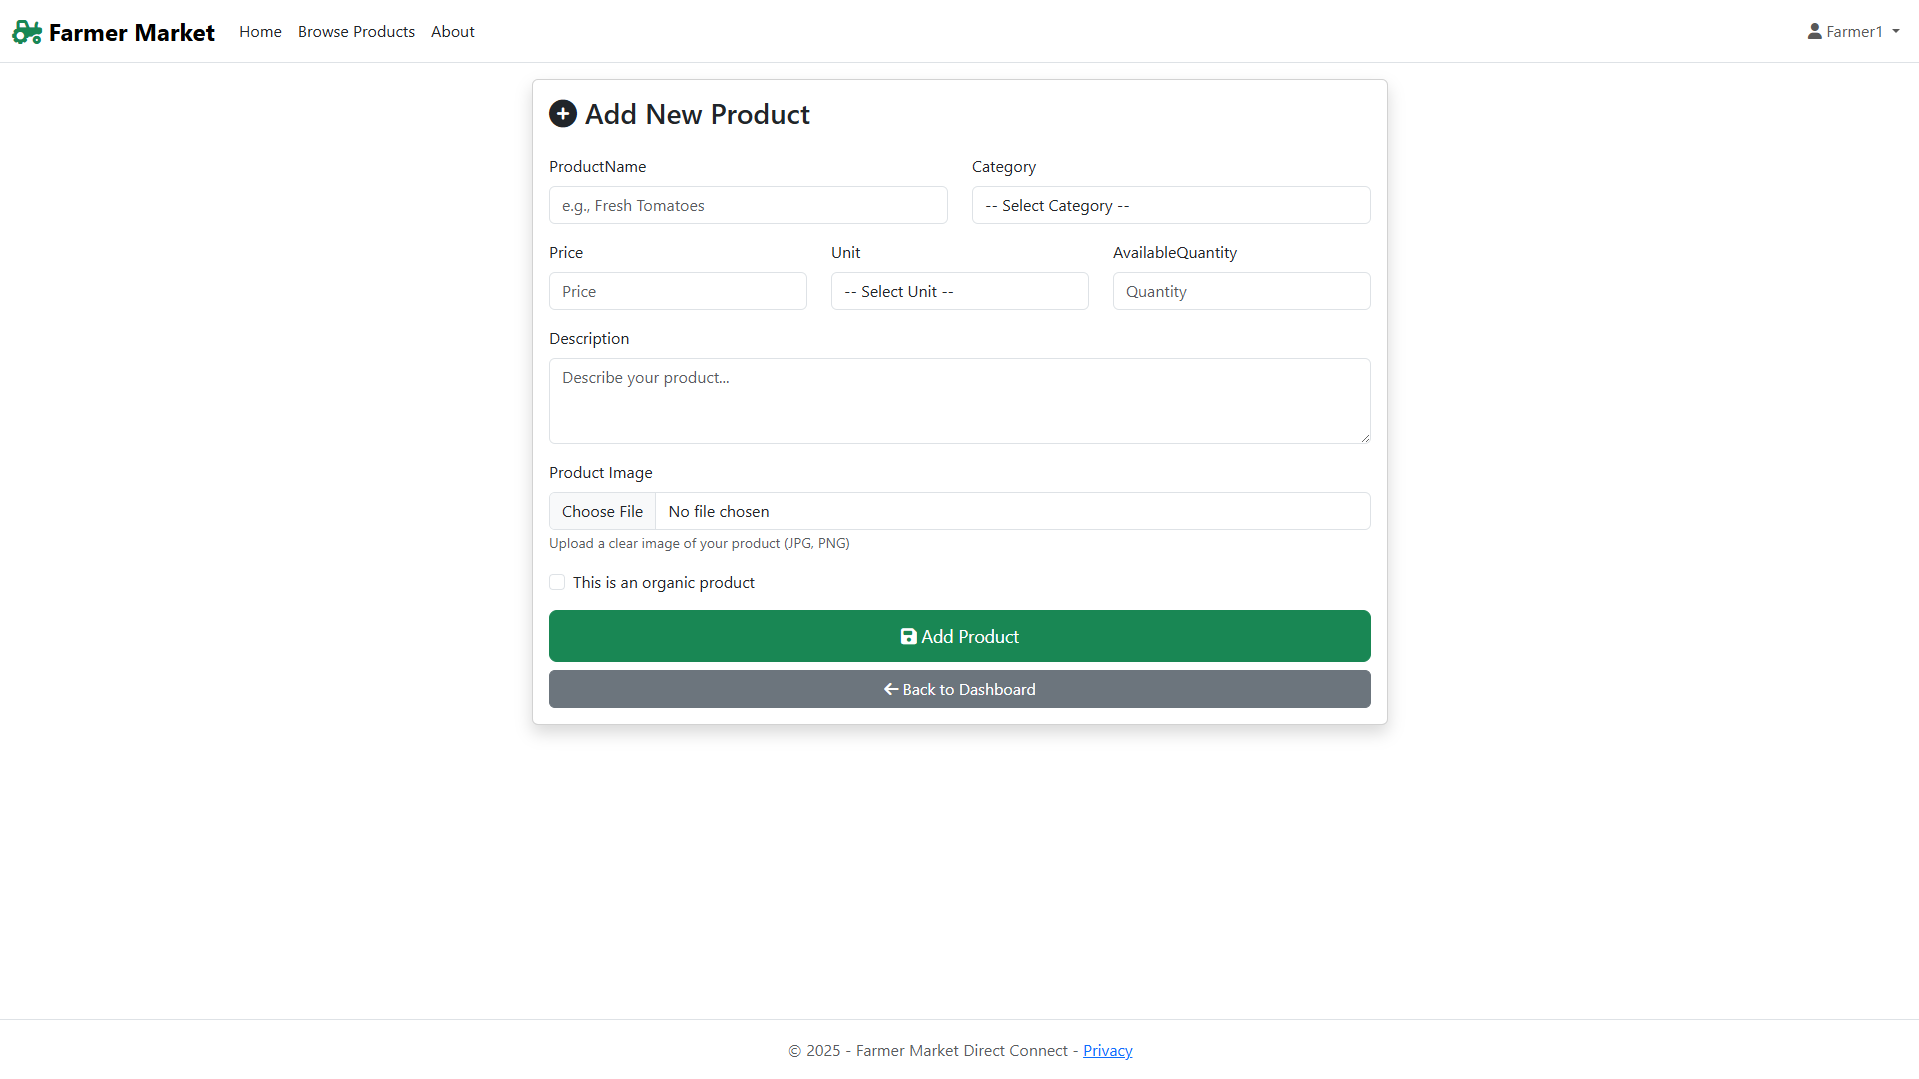 Farmer Market Home Browse Products About Farmer1
Add New Product
ProductName Category
e.g., Fresh Tomatoes -- Select Category --
Price Unit AvailableQuantity
Price -- Select Unit -- Quantity
Description
Describe your product...
Product Image
Choose File No file chosen
Upload a clear image of your product (JPG, PNG)
This is an organic product
Add Product
Back to Dashboard
© 2025 - Farmer Market Direct Connect - Privacy